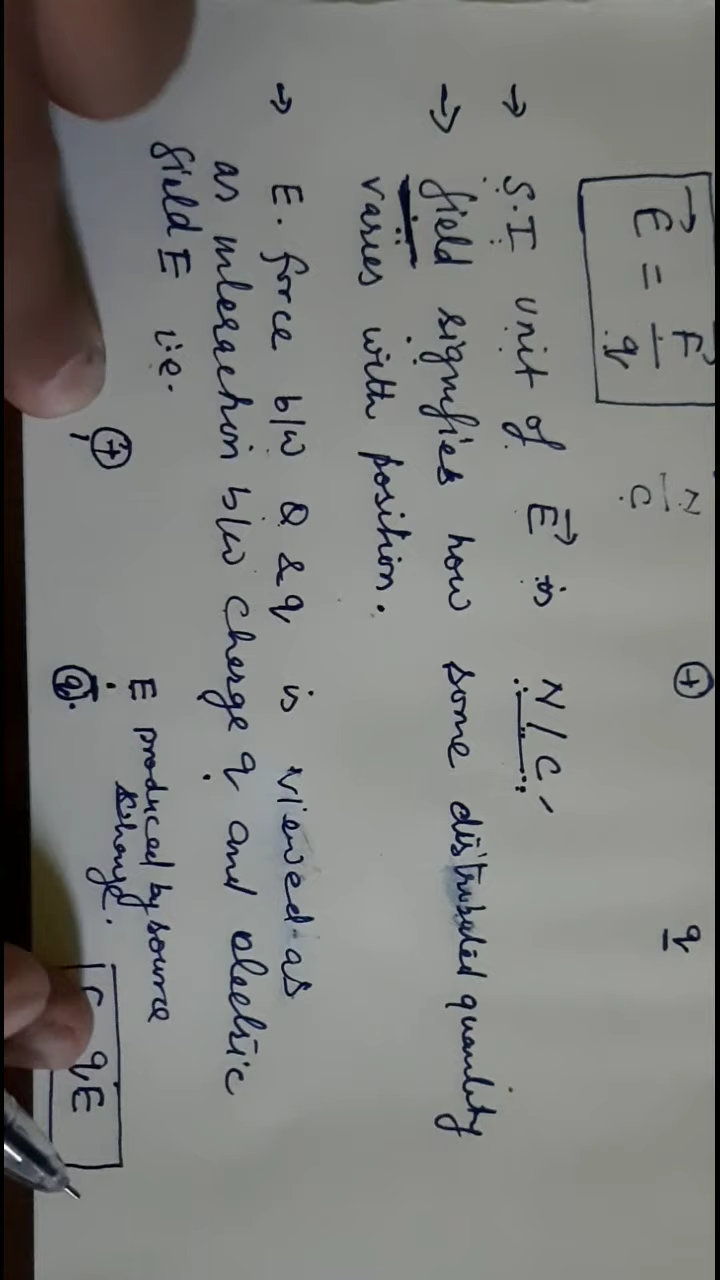 E⃗ = F⃗/q N/C + q
→ S.I unit of E⃗ is N/C,
→ field signifies how some distributed quantity
varies with position.
→ E. force b/w Q & q is viewed as
as interaction b/w charge q and electric
field E i.e.
E produced by source
charge.
+ q qE